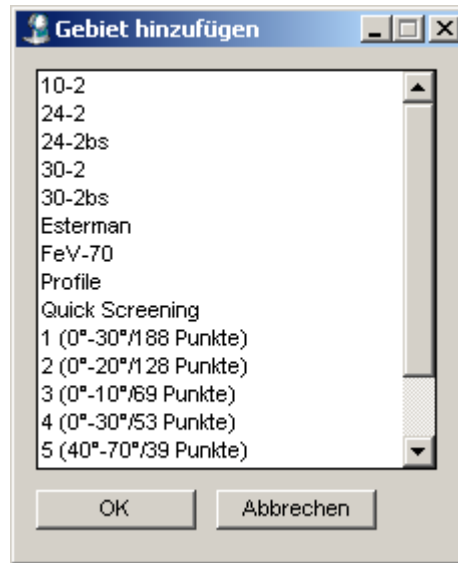 Gebiet hinzufügen
10-2
24-2
24-2bs
30-2
30-2bs
Esterman
FeV-70
Profile
Quick Screening
1 (0°-30°/188 Punkte)
2 (0°-20°/128 Punkte)
3 (0°-10°/69 Punkte)
4 (0°-30°/53 Punkte)
5 (40°-70°/39 Punkte)
OK Abbrechen